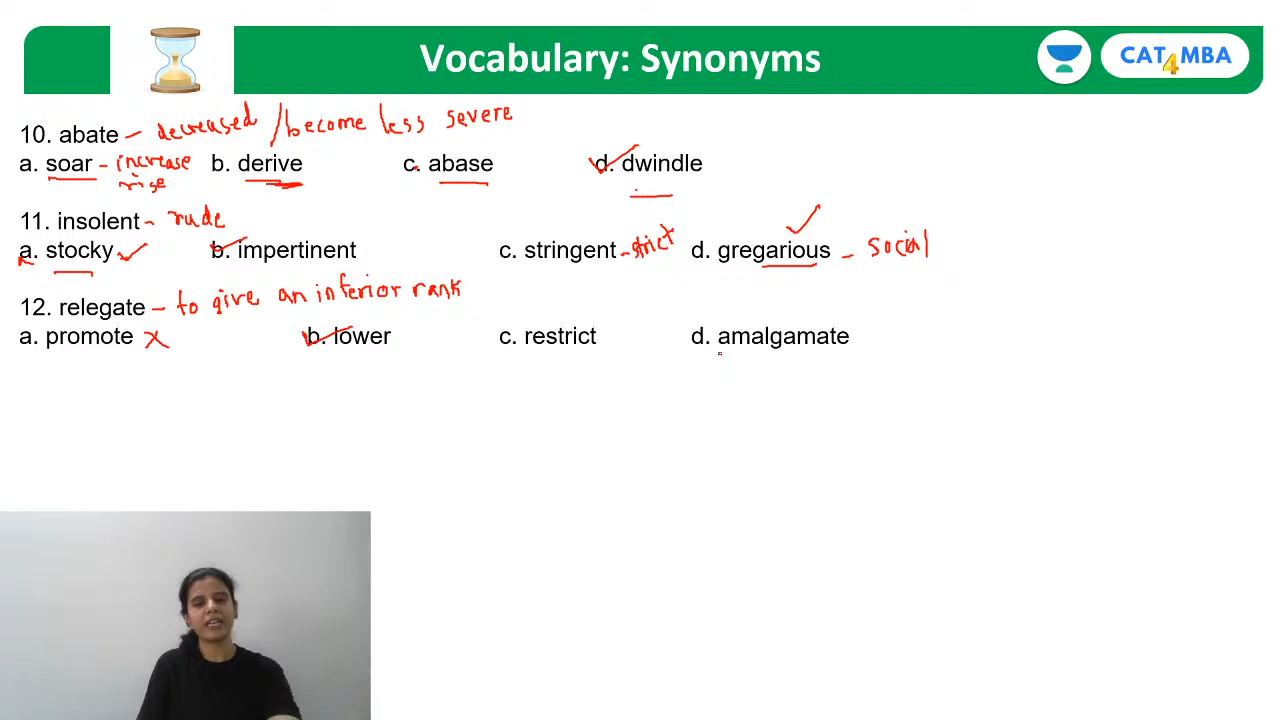 Vocabulary: Synonyms
CAT4MBA
10. abate – decreased / become less severe
a. soar – increase b. derive c. abase d. dwindle
rise
11. insolent – rude
a. stocky b. impertinent c. stringent – strict d. gregarious – social
12. relegate – to give an inferior rank
a. promote x b. lower c. restrict d. amalgamate